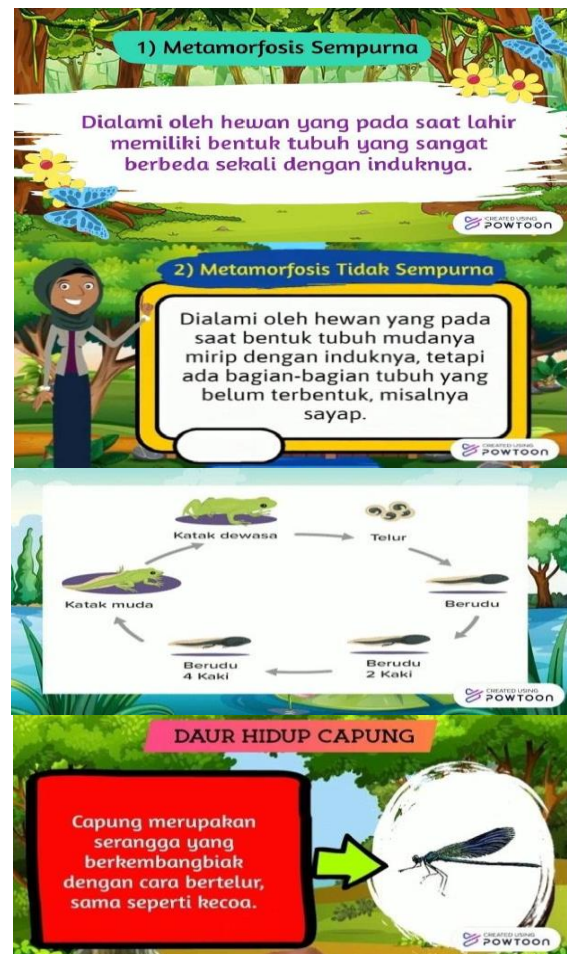 1) Metamorfosis Sempurna
Dialami oleh hewan yang pada saat lahir
memiliki bentuk tubuh yang sangat
berbeda sekali dengan induknya.
CREATED USING
POWTOON
2) Metamorfosis Tidak Sempurna
Dialami oleh hewan yang pada
saat bentuk tubuh mudanya
mirip dengan induknya, tetapi
ada bagian-bagian tubuh yang
belum terbentuk, misalnya
sayap.
CREATED USING
POWTOON
Katak dewasa
Telur
Katak muda
Berudu
Berudu
4 Kaki
Berudu
2 Kaki
CREATED USING
POWTOON
DAUR HIDUP CAPUNG
Capung merupakan
serangga yang
berkembangbiak
dengan cara bertelur,
sama seperti kecoa.
CREATED USING
POWTOON